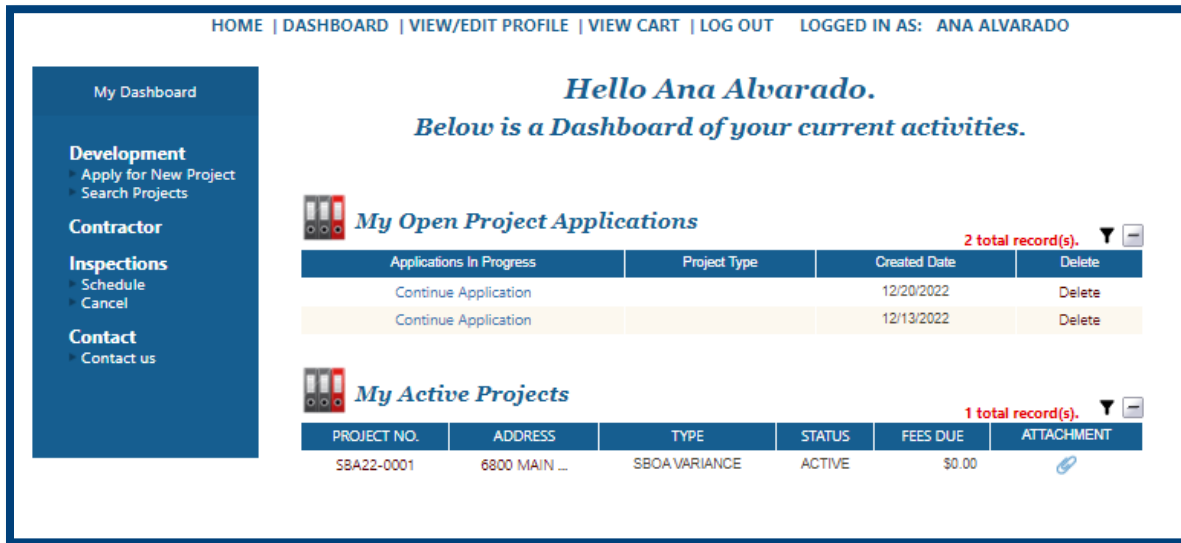 HOME | DASHBOARD | VIEW/EDIT PROFILE | VIEW CART | LOG OUT LOGGED IN AS: ANA ALVARADO
My Dashboard
Development
Apply for New Project
Search Projects
Contractor
Inspections
Schedule
Cancel
Contact
Contact us
Hello Ana Alvarado.
Below is a Dashboard of your current activities.
My Open Project Applications
2 total record(s).
Applications In Progress Project Type Created Date Delete
Continue Application 12/20/2022 Delete
Continue Application 12/13/2022 Delete
My Active Projects
1 total record(s).
PROJECT NO. ADDRESS TYPE STATUS FEES DUE ATTACHMENT
SBA22-0001 6800 MAIN ... SBOA VARIANCE ACTIVE $0.00